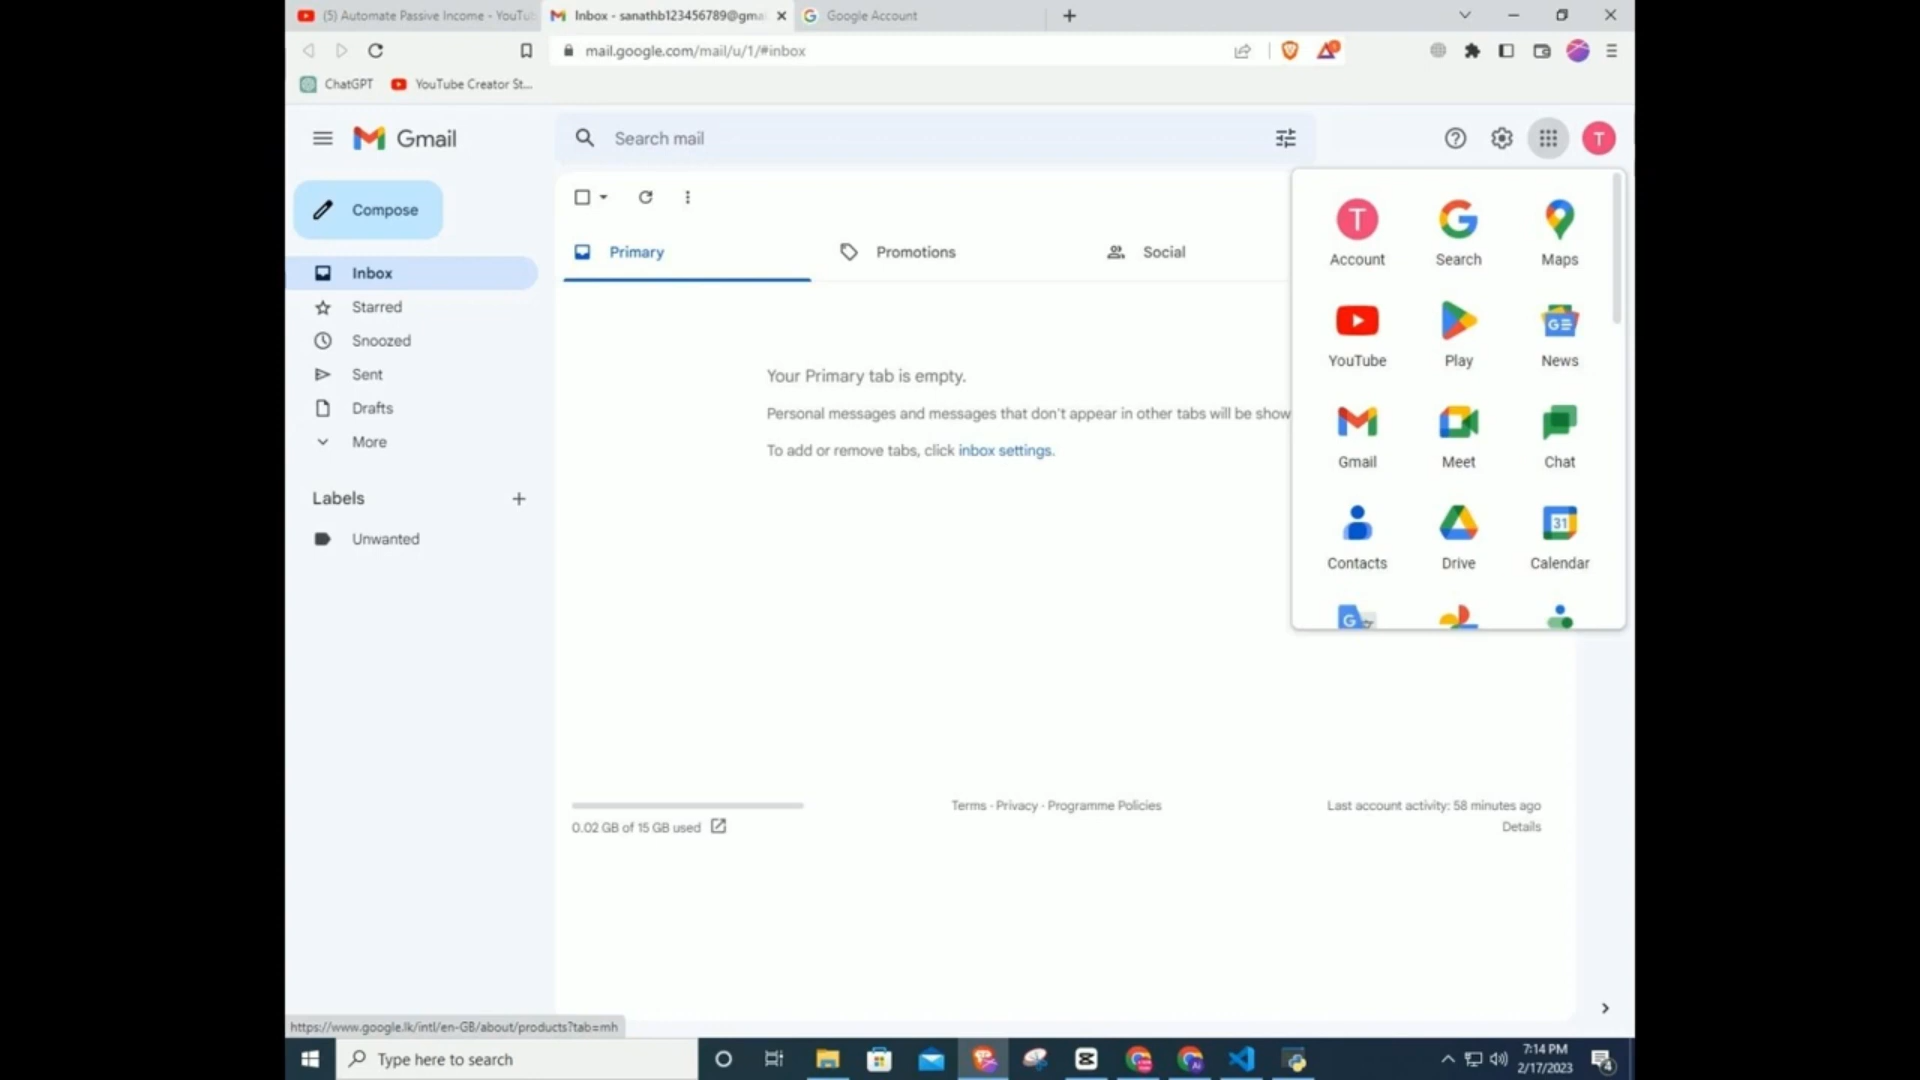 (5) Automate Passive Income - YouTub
Inbox - sanathb123456789@gmai
Google Account
mail.google.com/mail/u/1/#inbox
ChatGPT
YouTube Creator St...
Gmail
Search mail
T
Compose
Inbox
Starred
Snoozed
Sent
Drafts
More
Labels
Unwanted
Primary
Promotions
Social
Your Primary tab is empty.
Personal messages and messages that don't appear in other tabs will be show
To add or remove tabs, click inbox settings.
T
Account
Search
Maps
YouTube
Play
GE
News
Gmail
Meet
Chat
Contacts
Drive
31
Calendar
G
0.02 GB of 15 GB used
Terms · Privacy · Programme Policies
Last account activity: 58 minutes ago
Details
https://www.google.lk/intl/en-GB/about/products?tab=mh
Type here to search
7:14 PM
2/17/2023
4